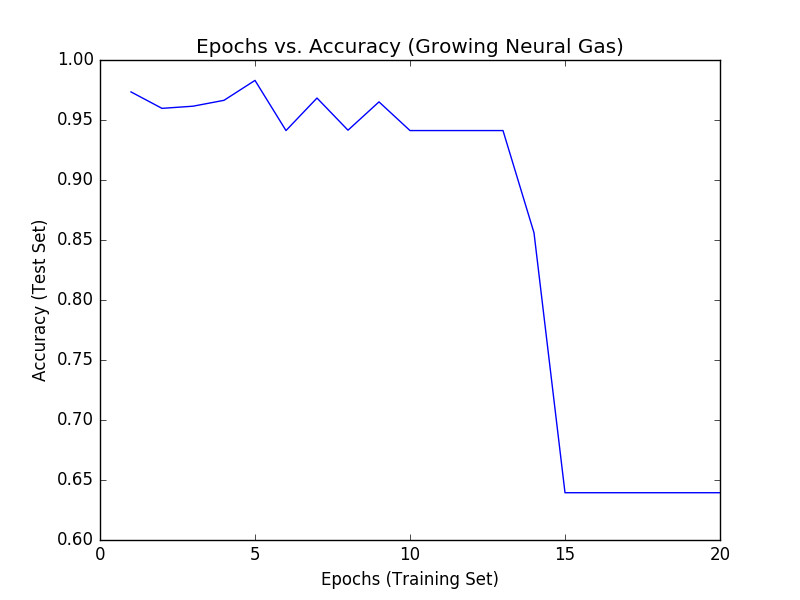 Epochs vs. Accuracy (Growing Neural Gas)
1.00
0.95
0.90
0.85
0.80
0.75
0.70
0.65
0.60
Accuracy (Test Set)
0 5 10 15 20
Epochs (Training Set)